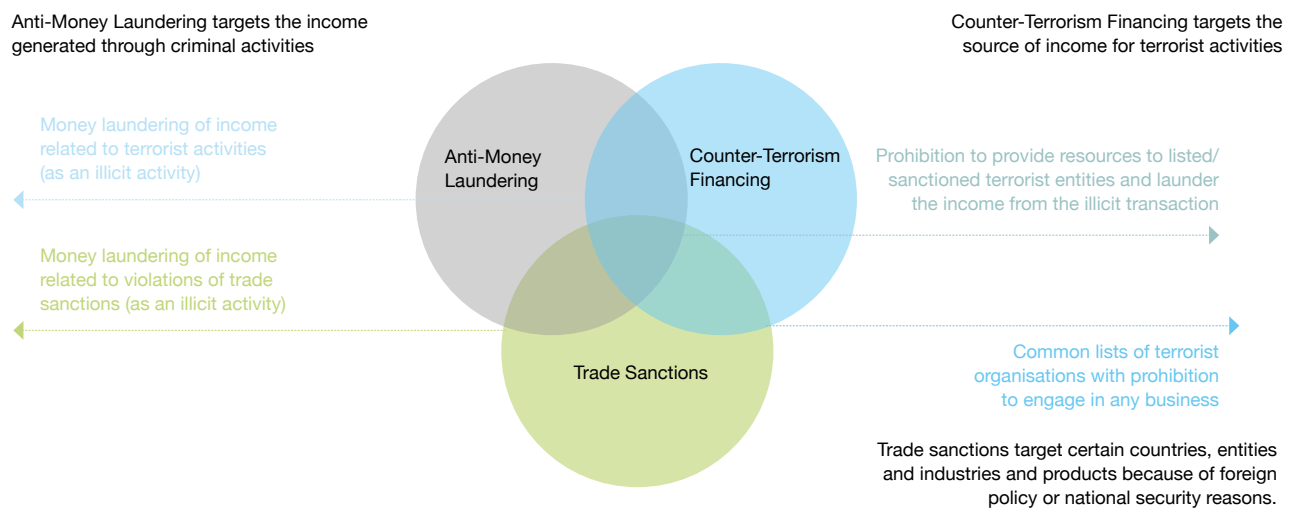 Anti-Money Laundering targets the income
generated through criminal activities
Counter-Terrorism Financing targets the
source of income for terrorist activities
Money laundering of income
related to terrorist activities
(as an illicit activity)
Anti-Money
Laundering
Counter-Terrorism
Financing
Prohibition to provide resources to listed/
sanctioned terrorist entities and launder
the income from the illicit transaction
Money laundering of income
related to violations of trade
sanctions (as an illicit activity)
Trade Sanctions
Common lists of terrorist
organisations with prohibition
to engage in any business
Trade sanctions target certain countries, entities
and industries and products because of foreign
policy or national security reasons.